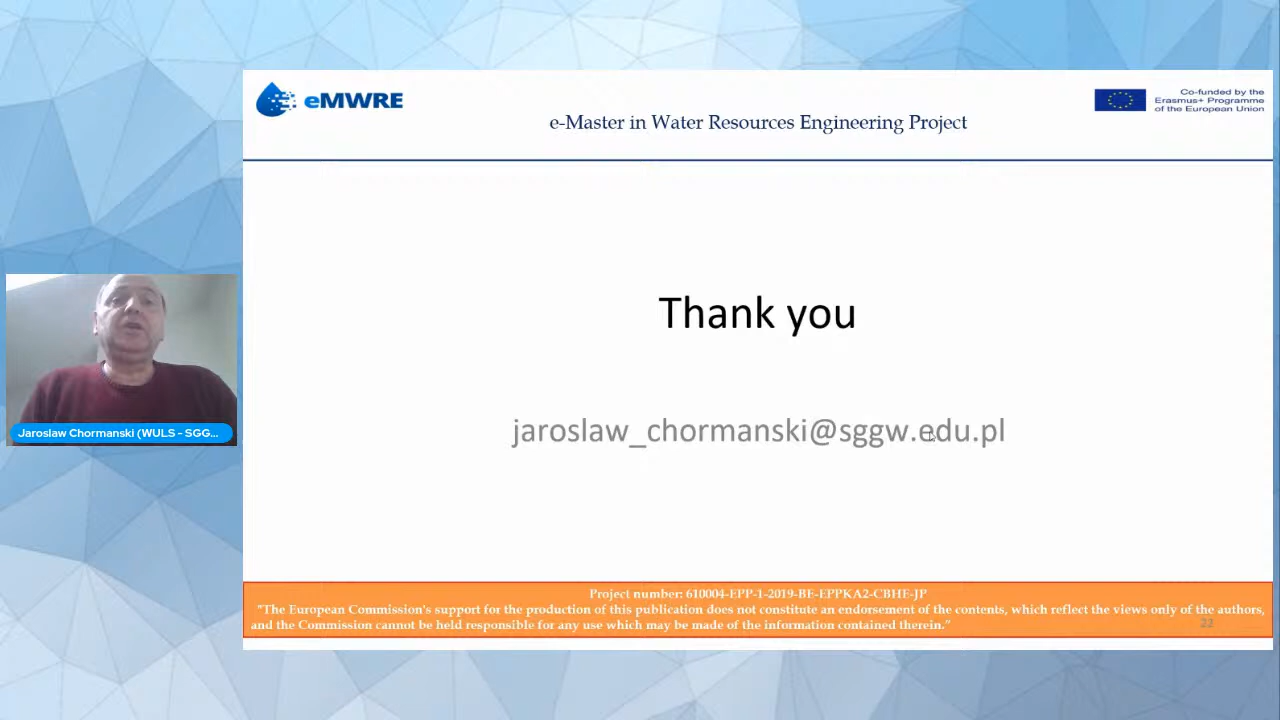 eMWRE
e-Master in Water Resources Engineering Project
Co-funded by the
Erasmus+ Programme
of the European Union
Thank you
jaroslaw_chormanski@sggw.edu.pl
Jaroslaw Chormanski (WULS - SGG...
Project number: 610004-EPP-1-2019-BE-EPPKA2-CBHE-JP
"The European Commission's support for the production of this publication does not constitute an endorsement of the contents, which reflect the views only of the authors,
and the Commission cannot be held responsible for any use which may be made of the information contained therein."
22